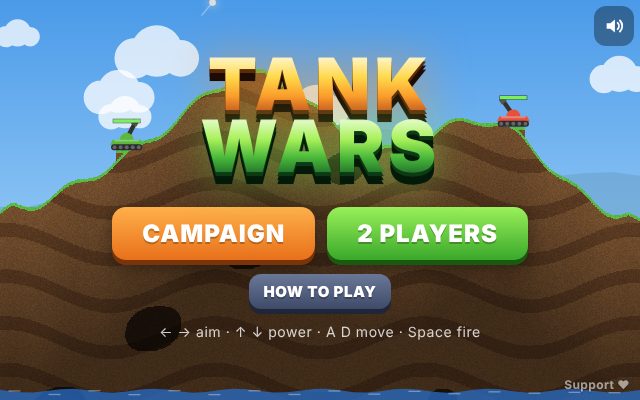 TANK
WARS
CAMPAIGN
2 PLAYERS
HOW TO PLAY
← → aim · ↑ ↓ power · A D move · Space fire
Support ♥